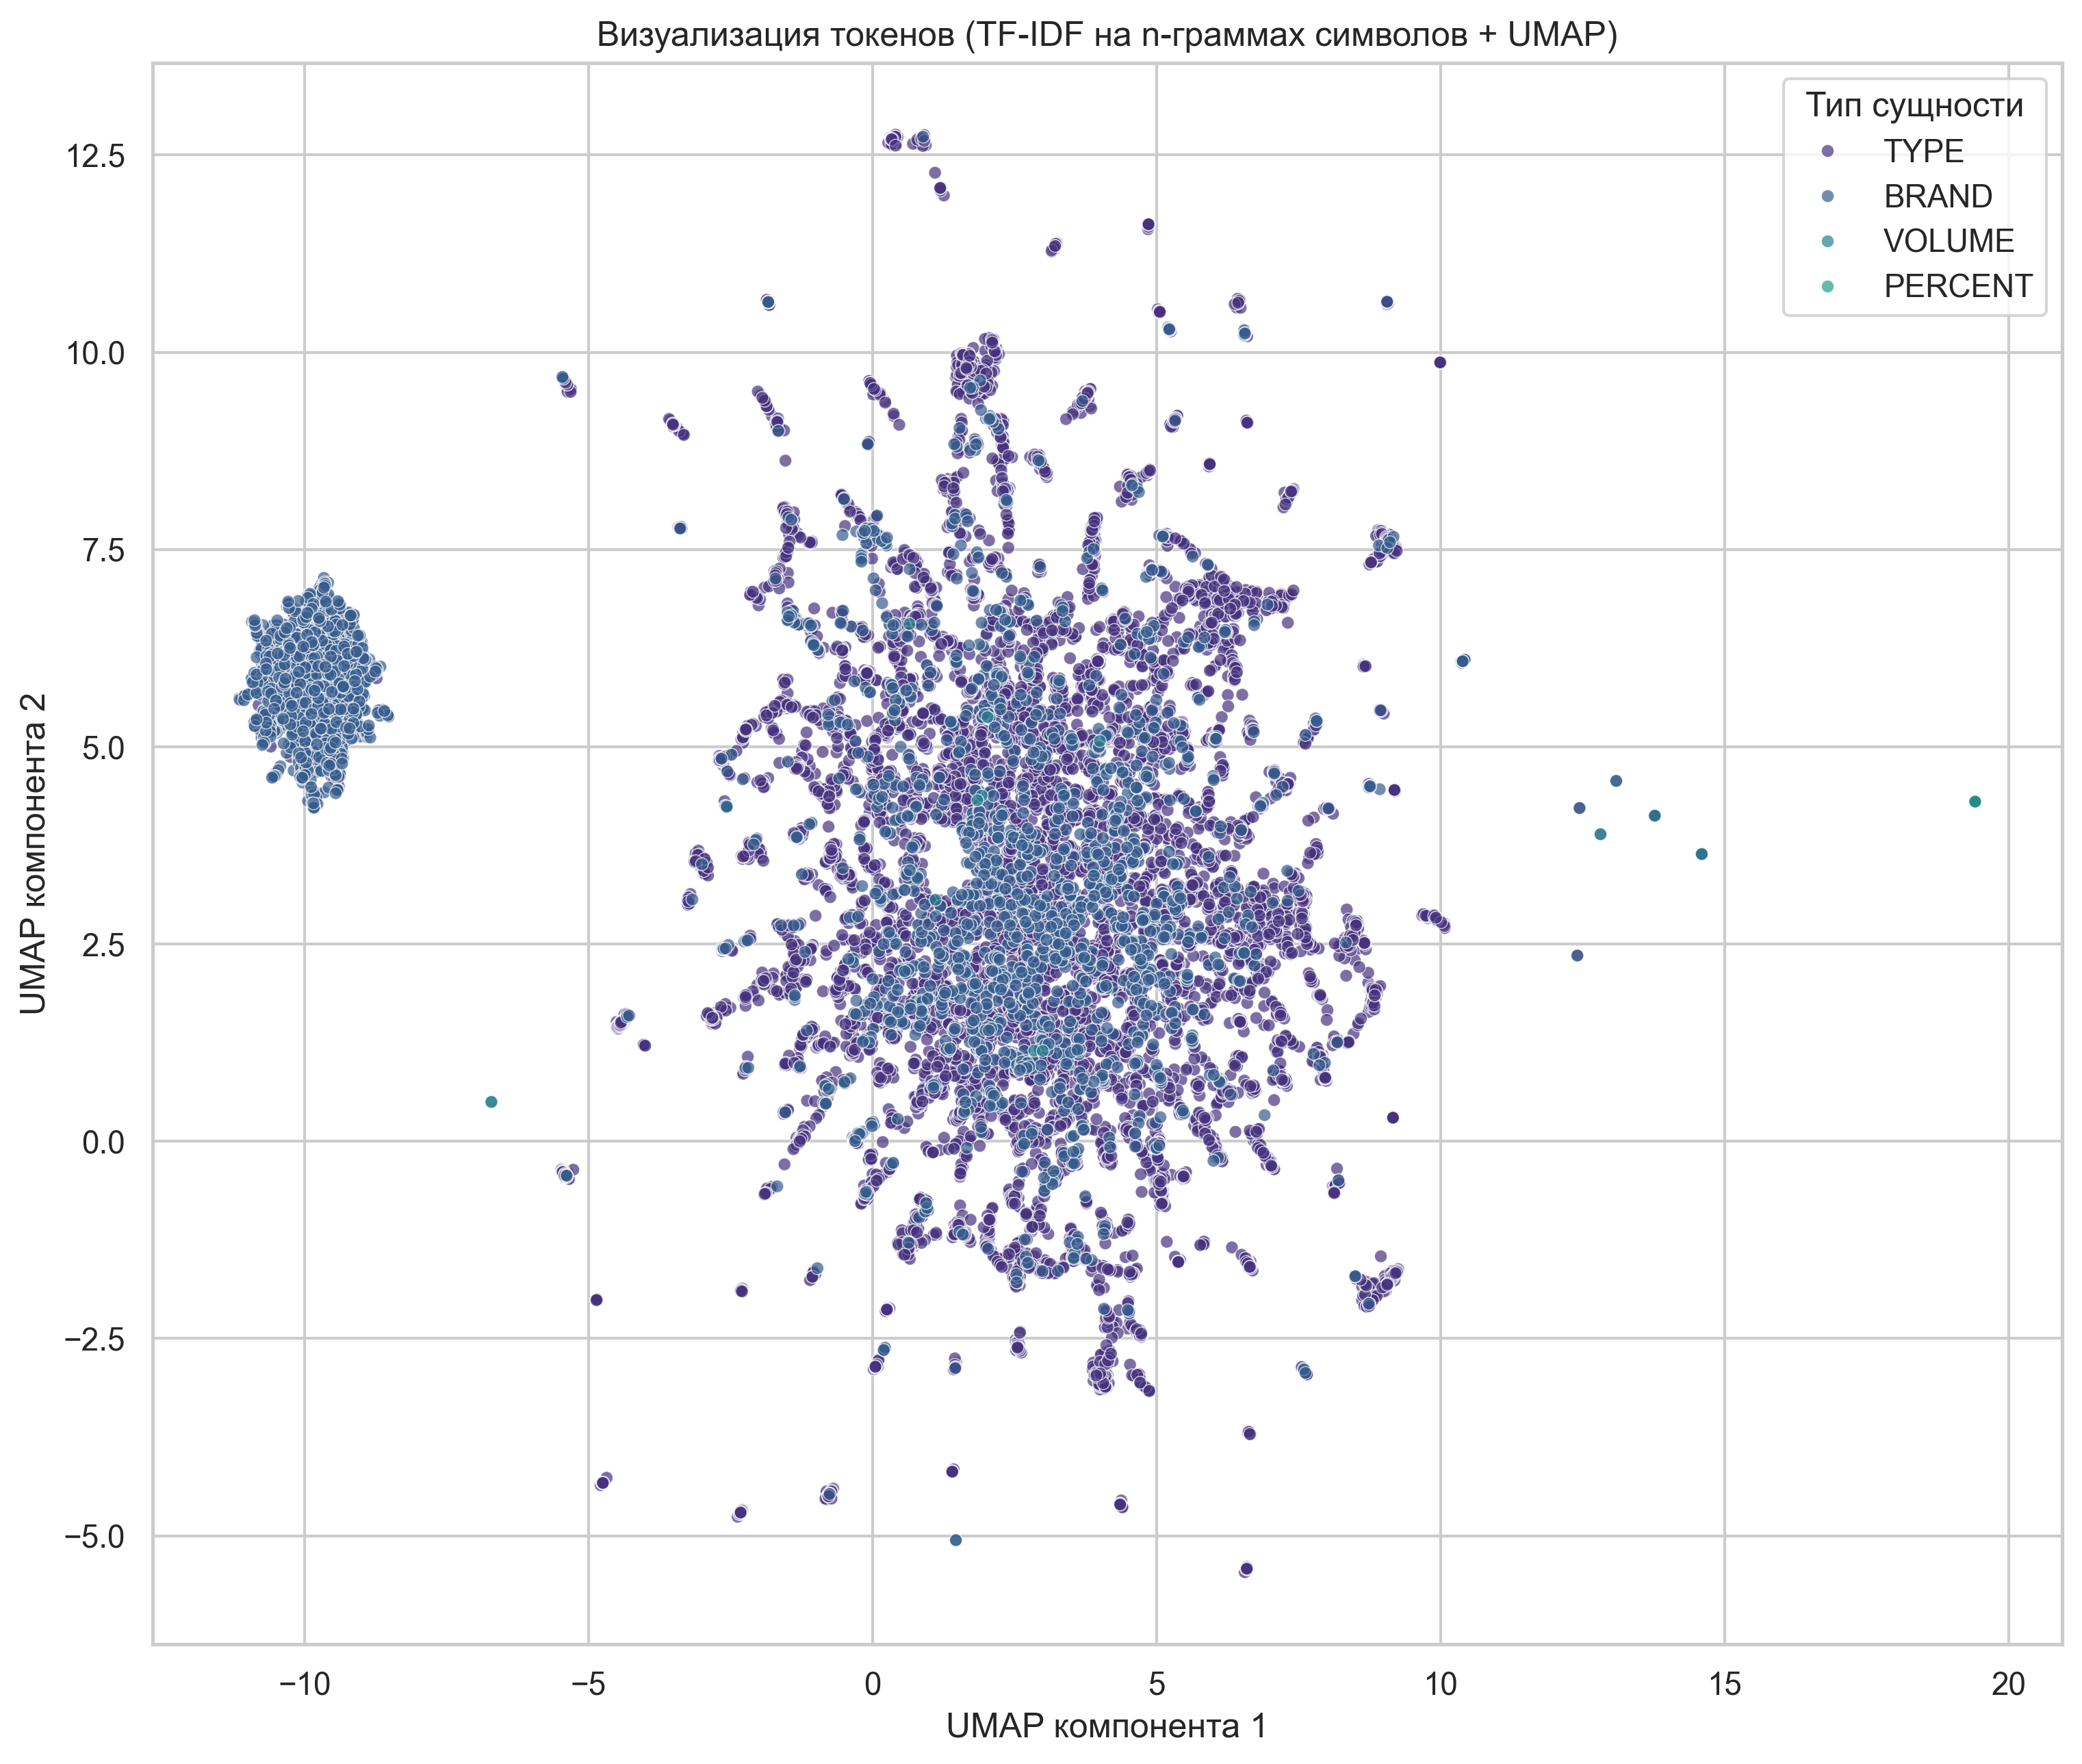 Визуализация токенов (TF-IDF на n-граммах символов + UMAP)
Тип сущности
TYPE
BRAND
VOLUME
PERCENT
12.5
10.0
7.5
5.0
2.5
0.0
−2.5
−5.0
UMAP компонента 2
−10
−5
0
5
10
15
20
UMAP компонента 1